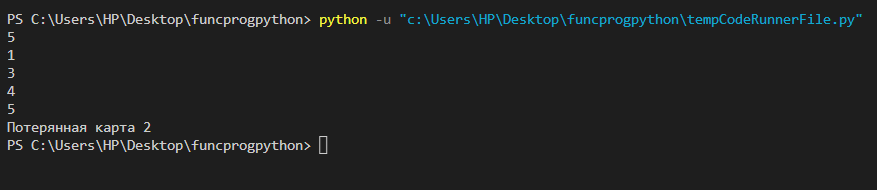 PS C:\Users\HP\Desktop\funcprogpython> python -u "c:\Users\HP\Desktop\funcprogpython\tempCodeRunnerFile.py"
5
1
3
4
5
Потерянная карта 2
PS C:\Users\HP\Desktop\funcprogpython>